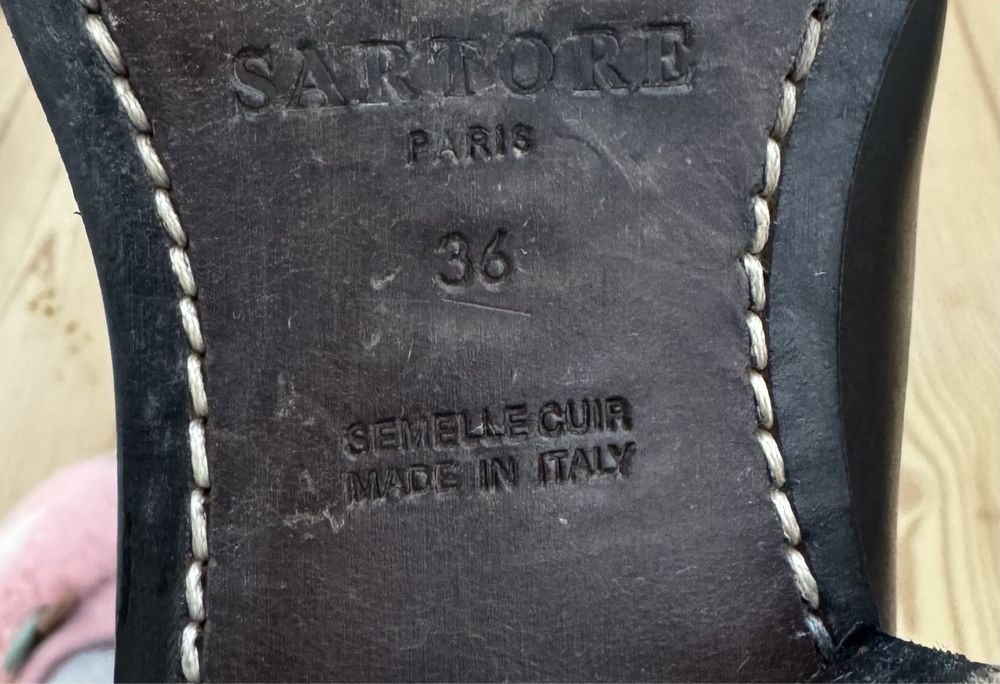 SARTORE
PARIS
36
SEMELLE CUIR
MADE IN ITALY